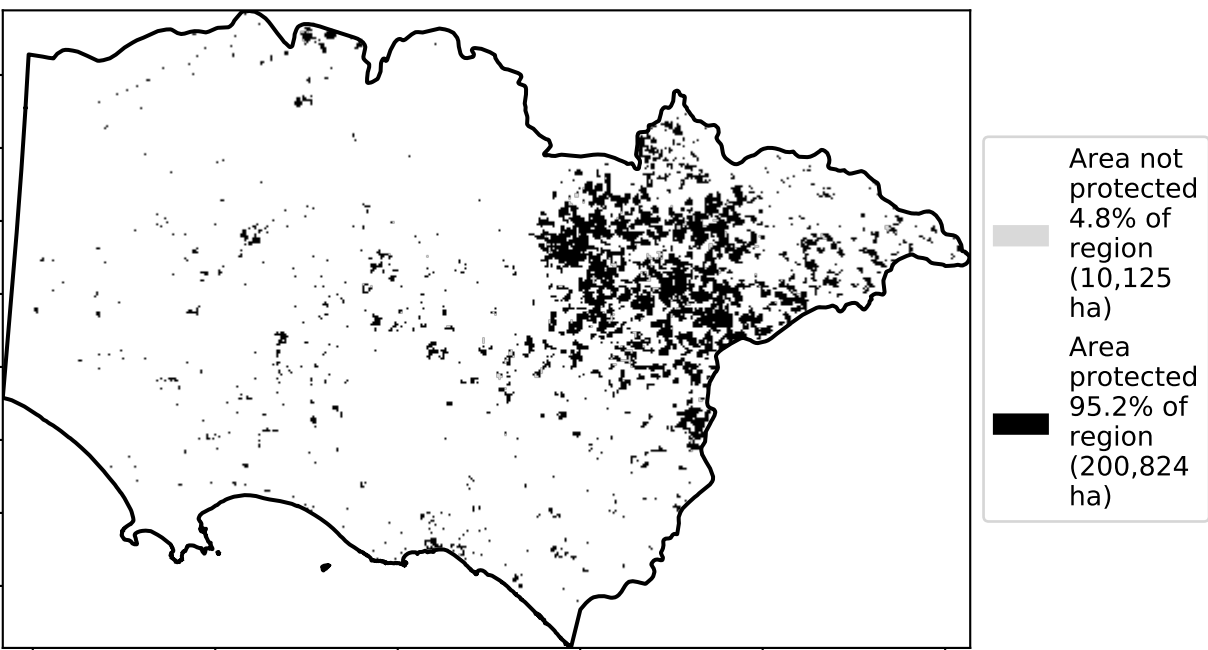 Area not
protected
4.8% of
region
(10,125
ha)
Area
protected
95.2% of
region
(200,824
ha)